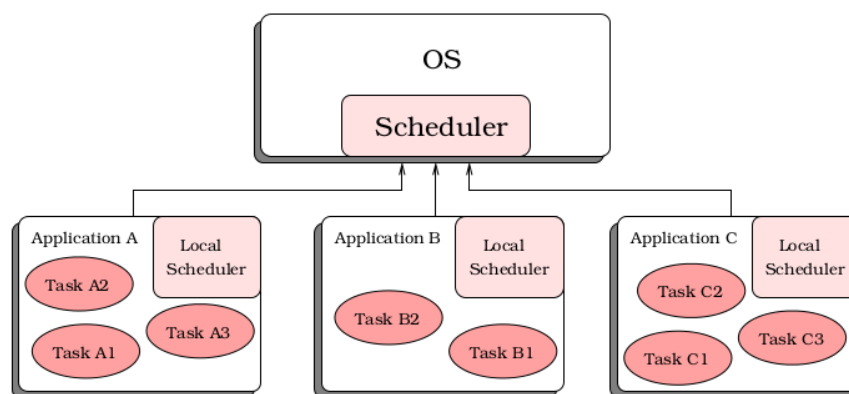 OS
Scheduler
Application A
Local
Scheduler
Task A2
Task A3
Task A1
Application B
Local
Scheduler
Task B2
Task B1
Application C
Local
Scheduler
Task C2
Task C3
Task C1